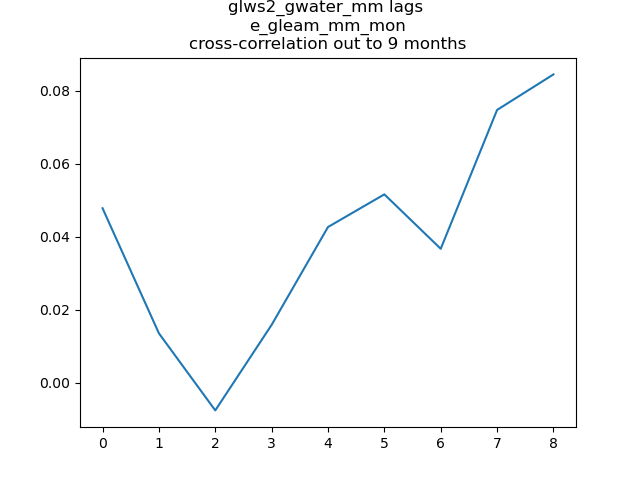 glws2_gwater_mm lags
e_gleam_mm_mon
cross-correlation out to 9 months
0.08
0.06
0.04
0.02
0.00
0 1 2 3 4 5 6 7 8